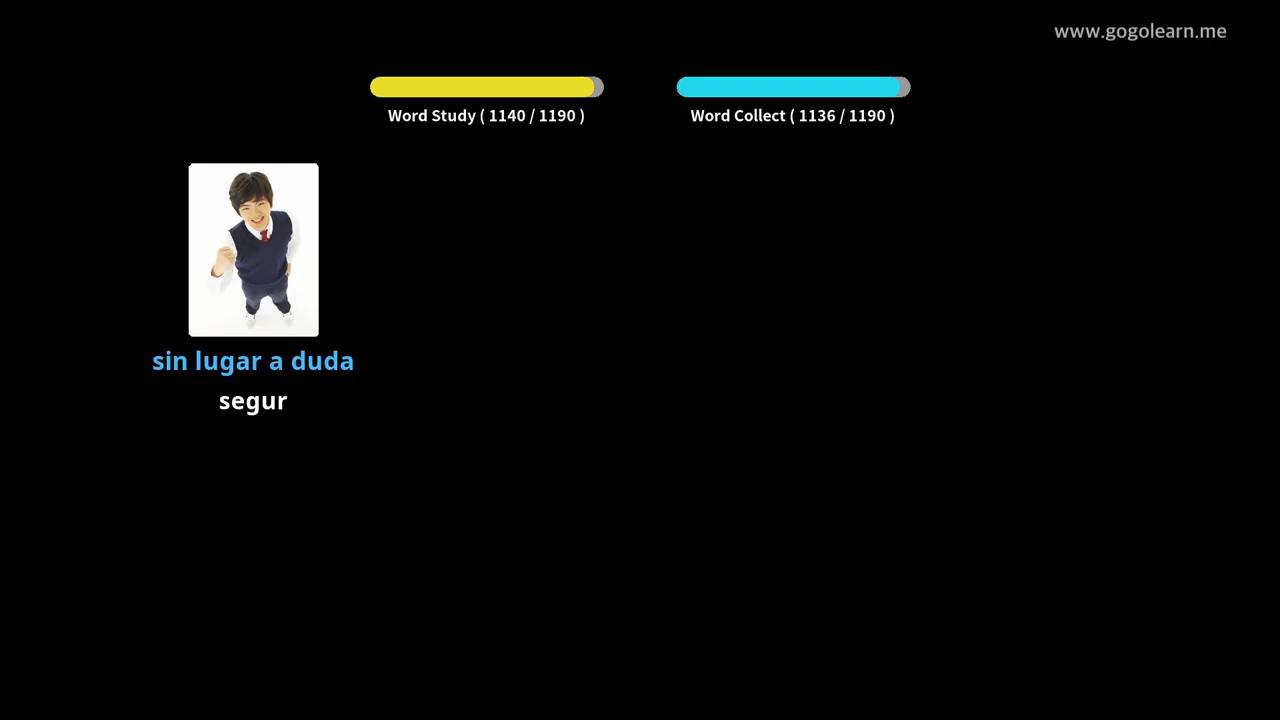 www.gogolearn.me
Word Study ( 1140 / 1190 )
Word Collect ( 1136 / 1190 )
sin lugar a duda
segur